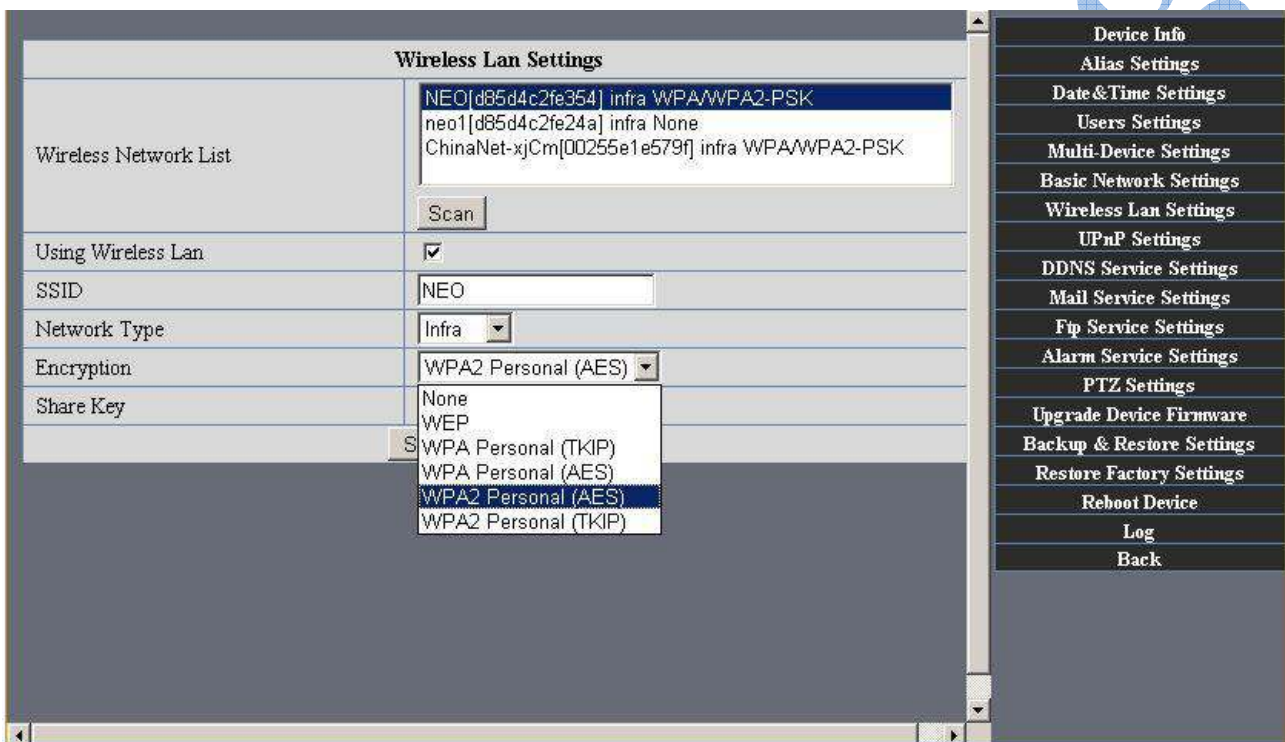 Wireless Lan Settings
Wireless Network List
NEO[d85d4c2fe354] infra WPA/WPA2-PSK
neo1[d85d4c2fe24a] infra None
ChinaNet-xjCm[00255e1e579f] infra WPA/WPA2-PSK
Scan
Using Wireless Lan
SSID
NEO
Network Type
Infra
Encryption
WPA2 Personal (AES)
Share Key
None
WEP
WPA Personal (TKIP)
WPA Personal (AES)
WPA2 Personal (AES)
WPA2 Personal (TKIP)
Device Info
Alias Settings
Date&Time Settings
Users Settings
Multi-Device Settings
Basic Network Settings
Wireless Lan Settings
UPnP Settings
DDNS Service Settings
Mail Service Settings
Ftp Service Settings
Alarm Service Settings
PTZ Settings
Upgrade Device Firmware
Backup & Restore Settings
Restore Factory Settings
Reboot Device
Log
Back